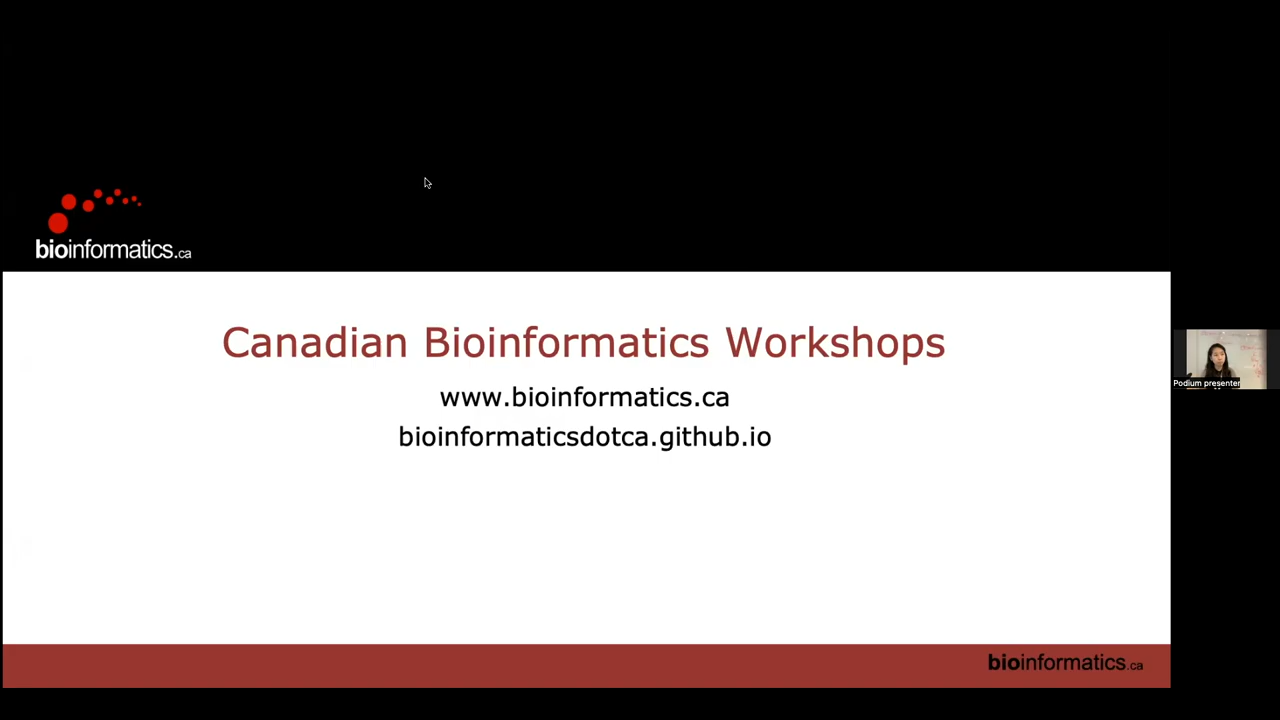 bioinformatics.ca
Canadian Bioinformatics Workshops
www.bioinformatics.ca
bioinformaticsdotca.github.io
Podium presenter
bioinformatics.ca